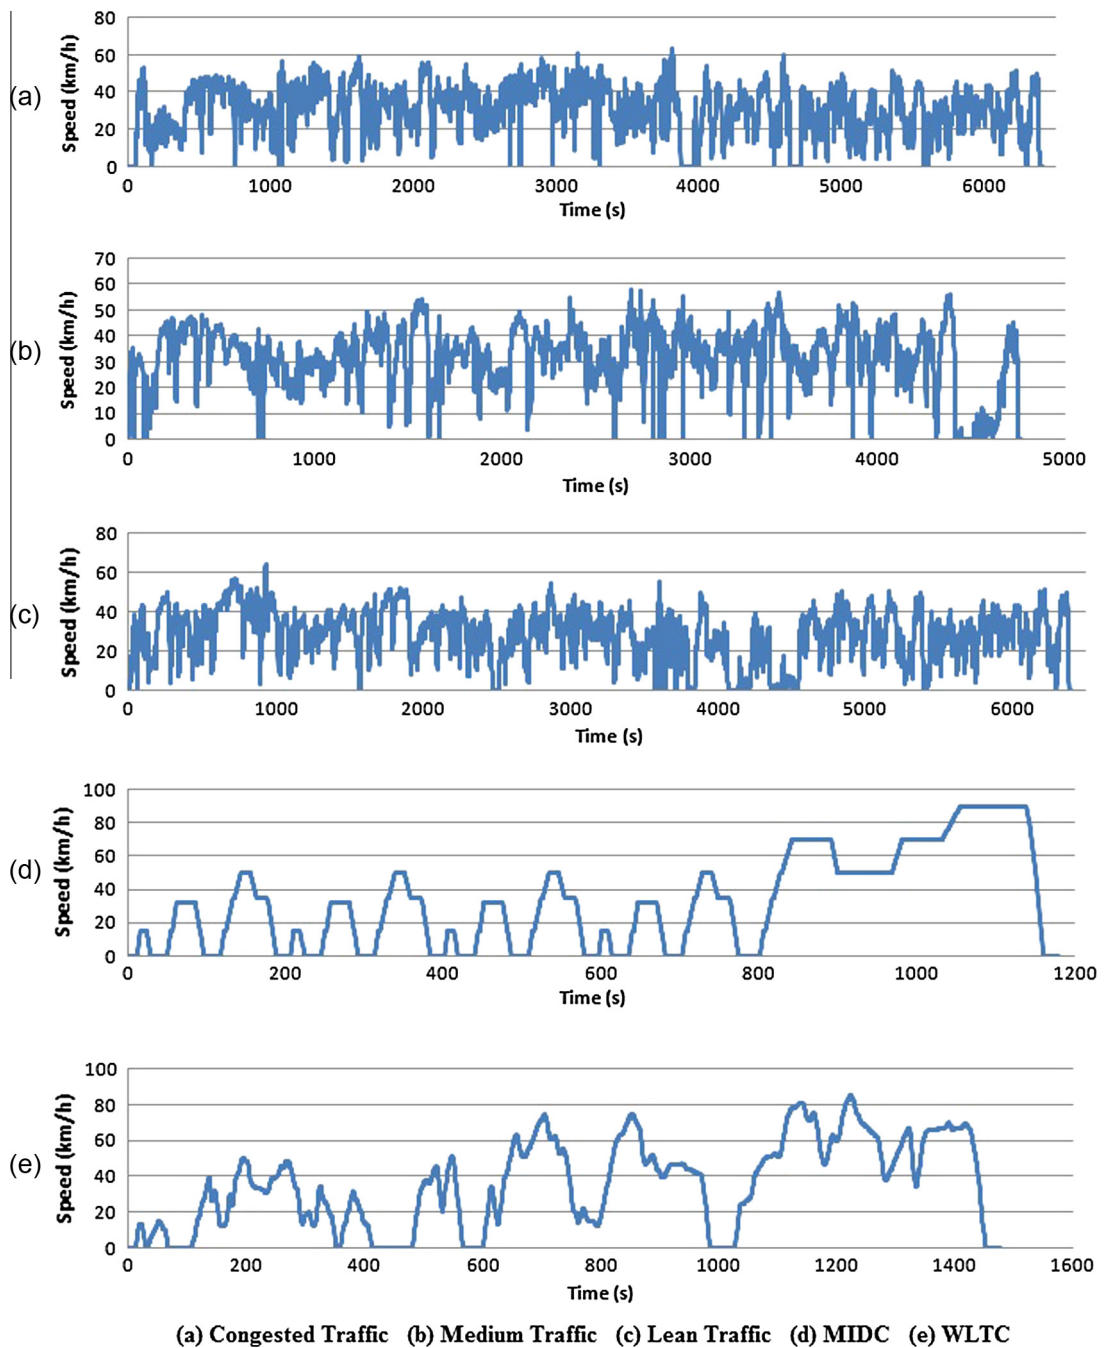 (a)
Speed (km/h)
80
60
40
20
0
0 1000 2000 3000 4000 5000 6000
Time (s)
(b)
Speed (km/h)
70
60
50
40
30
20
10
0
0 1000 2000 3000 4000 5000
Time (s)
(c)
Speed (km/h)
80
60
40
20
0
0 1000 2000 3000 4000 5000 6000
Time (s)
(d)
Speed (km/h)
100
80
60
40
20
0
0 200 400 600 800 1000 1200
Time (s)
(e)
Speed (km/h)
100
80
60
40
20
0
0 200 400 600 800 1000 1200 1400 1600
Time (s)
(a) Congested Traffic (b) Medium Traffic (c) Lean Traffic (d) MIDC (e) WLTC